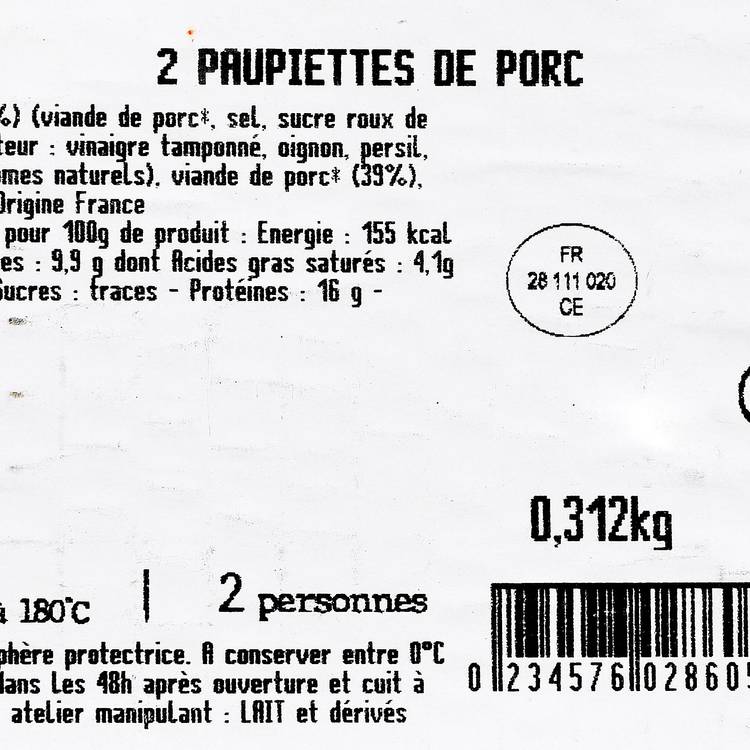 2 PAUPIETTES DE PORC
%) (viande de porc*, sel, sucre roux de
teur : vinaigre tamponné, oignon, persil,
mes naturels), viande de porc* (39%),
Origine France
pour 100g de produit : Energie : 155 kcal
es : 9,9 g dont Acides gras saturés : 4,1g
Sucres : traces - Protéines : 16 g -
FR
28 111 020
CE
0,312kg
à 180°C | 2 personnes
phère protectrice. A conserver entre 0°C
dans les 48h après ouverture et cuit à
atelier manipulant : LAIT et dérivés
0 234576 028605